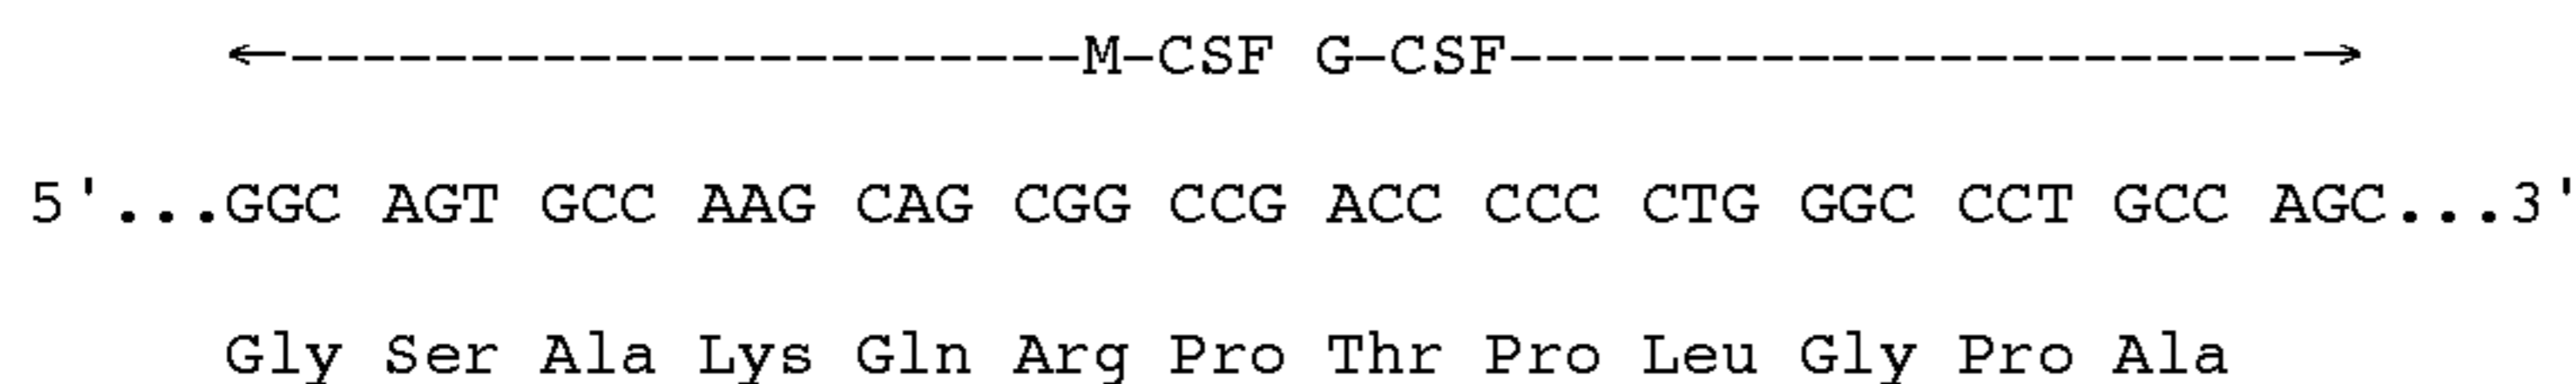 ←----------------------M-CSF G-CSF----------------------→
5'...GGC AGT GCC AAG CAG CGG CCG ACC CCC CTG GGC CCT GCC AGC...3'
Gly Ser Ala Lys Gln Arg Pro Thr Pro Leu Gly Pro Ala